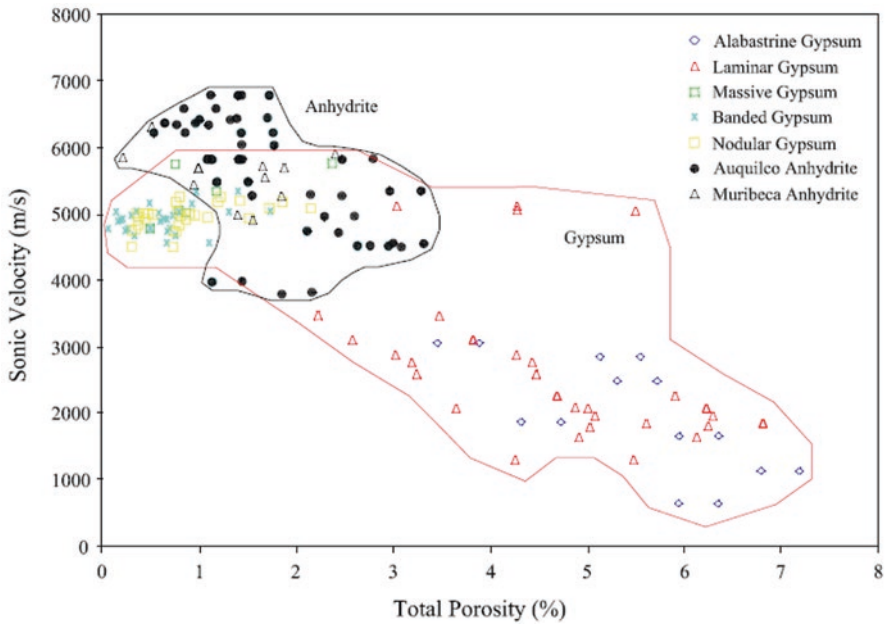 8000
7000
6000
5000
4000
3000
2000
1000
0
Sonic Velocity (m/s)
Anhydrite
Gypsum
Alabastrine Gypsum
Laminar Gypsum
Massive Gypsum
Banded Gypsum
Nodular Gypsum
Auquilco Anhydrite
Muribeca Anhydrite
0 1 2 3 4 5 6 7 8
Total Porosity (%)